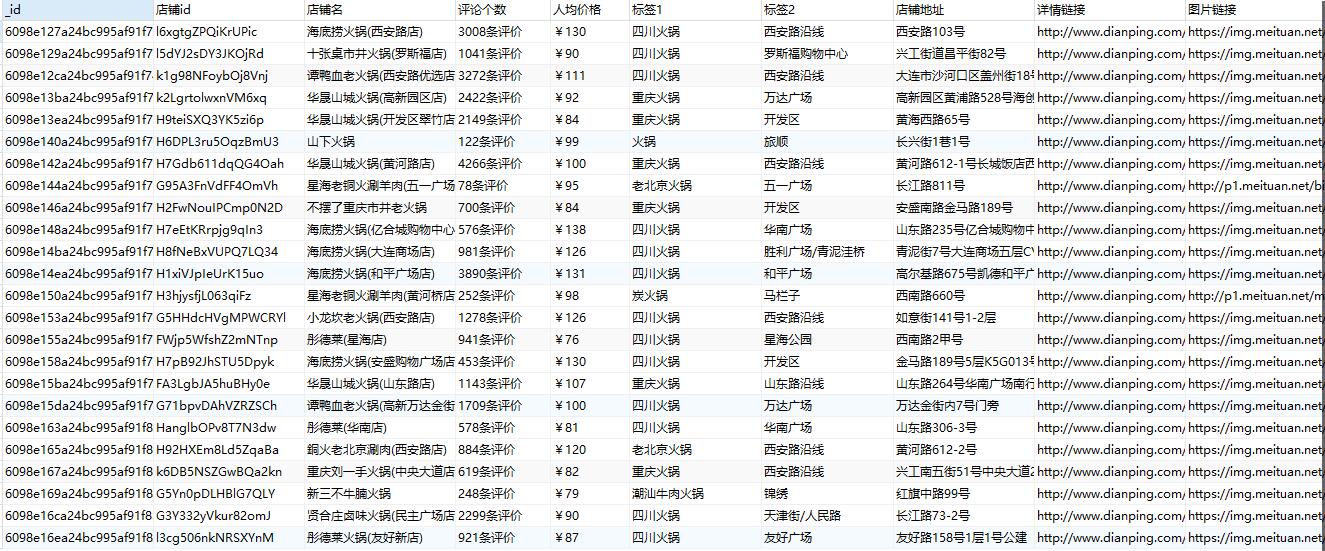 _id 店铺id 店铺名 评论个数 人均价格 标签1 标签2 店铺地址 详情链接 图片链接
6098e127a24bc995af91f7 l6xgtgZPQiKrUPic 海底捞火锅(西安路店) 3008条评价 ￥130 四川火锅 西安路沿线 西安路103号 http://www.dianping.com/ https://img.meituan.net/
6098e129a24bc995af91f7 l5dYJ2sDY3JKOjRd 十张桌市井火锅(罗斯福店) 1041条评价 ￥90 四川火锅 罗斯福购物中心 兴工街道昌平街82号 http://www.dianping.com/ https://img.meituan.net/
6098e12ca24bc995af91f7 k1g98NFoybOj8Vnj 谭鸭血老火锅(西安路优选店 3272条评价 ￥111 四川火锅 西安路沿线 大连市沙河口区盖州街18号 http://www.dianping.com/ https://img.meituan.net/
6098e13ba24bc995af91f7 k2LgrtolwxnVM6xq 华晟山城火锅(高新园区店) 2422条评价 ￥92 重庆火锅 万达广场 高新园区黄浦路528号海创 http://www.dianping.com/ https://img.meituan.net/
6098e13ea24bc995af91f7 H9teiSXQ3YK5zi6p 华晟山城火锅(开发区翠竹店 2149条评价 ￥84 重庆火锅 开发区 黄海西路65号 http://www.dianping.com/ https://img.meituan.net/
6098e140a24bc995af91f7 H6DPL3ru5OqzBmU3 山下火锅 122条评价 ￥99 火锅 旅顺 长兴街1巷1号 http://www.dianping.com/ https://img.meituan.net/
6098e142a24bc995af91f7 H7Gdb611dqQG4Oah 华晟山城火锅(黄河路店) 4266条评价 ￥100 重庆火锅 西安路沿线 黄河路612-1号长城饭店西 http://www.dianping.com/ https://img.meituan.net/
6098e144a24bc995af91f7 G95A3FnVdFF4OmVh 星海老铜火涮羊肉(五一广场 78条评价 ￥95 老北京火锅 五一广场 长江路811号 http://www.dianping.com/ http://p1.meituan.net/bi
6098e146a24bc995af91f7 H2FwNouIPCmp0N2D 不摆了重庆市井老火锅 700条评价 ￥84 重庆火锅 开发区 安盛南路金马路189号 http://www.dianping.com/ https://img.meituan.net/
6098e148a24bc995af91f7 H7eEtKRrpjg9qIn3 海底捞火锅(亿合城购物中心 576条评价 ￥138 四川火锅 华南广场 山东路235号亿合城购物中 http://www.dianping.com/ https://img.meituan.net/
6098e14ba24bc995af91f7 H8fNeBxVUPQ7LQ34 海底捞火锅(大连商场店) 981条评价 ￥126 四川火锅 胜利广场/青泥洼桥 青泥街7号大连商场五层CV http://www.dianping.com/ https://img.meituan.net/
6098e14ea24bc995af91f7 H1xiVJpIeUrK15uo 海底捞火锅(和平广场店) 3890条评价 ￥131 四川火锅 和平广场 高尔基路675号凯德和平广 http://www.dianping.com/ https://img.meituan.net/
6098e150a24bc995af91f7 H3hjysfjL063qiFz 星海老铜火涮羊肉(黄河桥店 252条评价 ￥98 炭火锅 马栏子 西南路660号 http://www.dianping.com/ http://p1.meituan.net/m
6098e153a24bc995af91f7 G5HHdcHVgMPWCRYl 小龙坎老火锅(西安路店) 1278条评价 ￥126 四川火锅 西安路沿线 如意街141号1-2层 http://www.dianping.com/ https://img.meituan.net/
6098e155a24bc995af91f7 FWjp5WfshZ2mNTnp 彤德莱(星海店) 941条评价 ￥76 四川火锅 星海公园 西南路2甲号 http://www.dianping.com/ https://img.meituan.net/
6098e158a24bc995af91f7 H7pB92JhSTU5Dpyk 海底捞火锅(安盛购物广场店 453条评价 ￥130 四川火锅 开发区 金马路189号5层K5G013号 http://www.dianping.com/ https://img.meituan.net/
6098e15ba24bc995af91f7 FA3LgbJA5huBHy0e 华晟山城火锅(山东路店) 1143条评价 ￥107 重庆火锅 山东路沿线 山东路264号华南广场南行 http://www.dianping.com/ https://img.meituan.net/
6098e15da24bc995af91f7 G71bpvDAhVZRZSCh 谭鸭血老火锅(高新万达金街 1709条评价 ￥100 四川火锅 万达广场 万达金街内7号门旁 http://www.dianping.com/ https://img.meituan.net/
6098e163a24bc995af91f8 HanglbOPv8T7N3dw 彤德莱(华南店) 578条评价 ￥81 四川火锅 华南广场 山东路306-3号 http://www.dianping.com/ https://img.meituan.net/
6098e165a24bc995af91f8 H92HXEm8Ld5ZqaBa 銅火老北京涮肉(西安路店) 884条评价 ￥120 老北京火锅 西安路沿线 黄河路612-2号 http://www.dianping.com/ https://img.meituan.net/
6098e167a24bc995af91f8 k6DB5NSZGwBQa2kn 重庆刘一手火锅(中央大道店 619条评价 ￥82 重庆火锅 西安路沿线 兴工南五街51号中央大道2 http://www.dianping.com/ https://img.meituan.net/
6098e169a24bc995af91f8 G5Yn0pDLHBlG7QLY 新三不牛腩火锅 248条评价 ￥79 潮汕牛肉火锅 锦绣 红旗中路99号 http://www.dianping.com/ https://img.meituan.net/
6098e16ca24bc995af91f8 G3Y332yVkur82omJ 贤合庄卤味火锅(民主广场店 2299条评价 ￥90 四川火锅 天津街/人民路 长江路73-2号 http://www.dianping.com/ https://img.meituan.net/
6098e16ea24bc995af91f8 l3cg506nkNRSXYnM 彤德莱火锅(友好新店) 921条评价 ￥87 四川火锅 友好广场 友好路158号1层1号公建 http://www.dianping.com/ https://img.meituan.net/